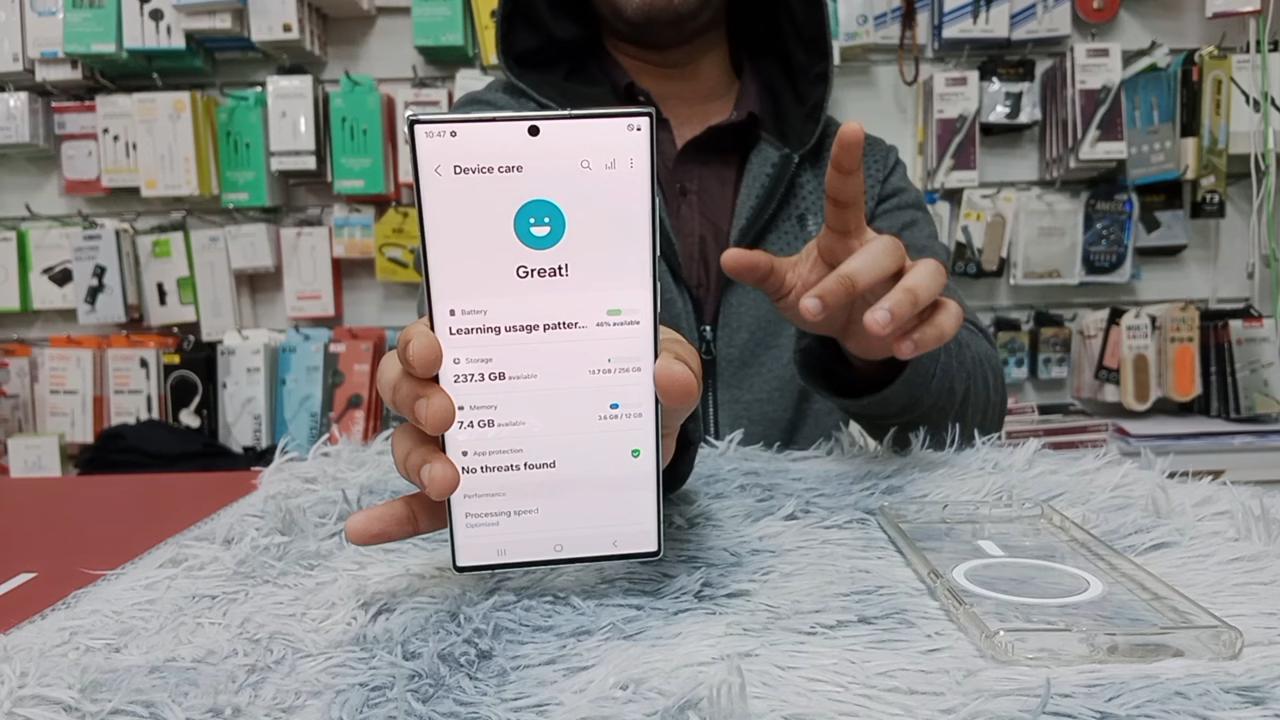 10:47
Device care
Great!
Battery
Learning usage patter... 46% available
Storage
237.3 GB available 18.7 GB / 256 GB
Memory
7.4 GB available 3.6 GB / 12 GB
App protection
No threats found
Performance
Processing speed
Optimized
T3